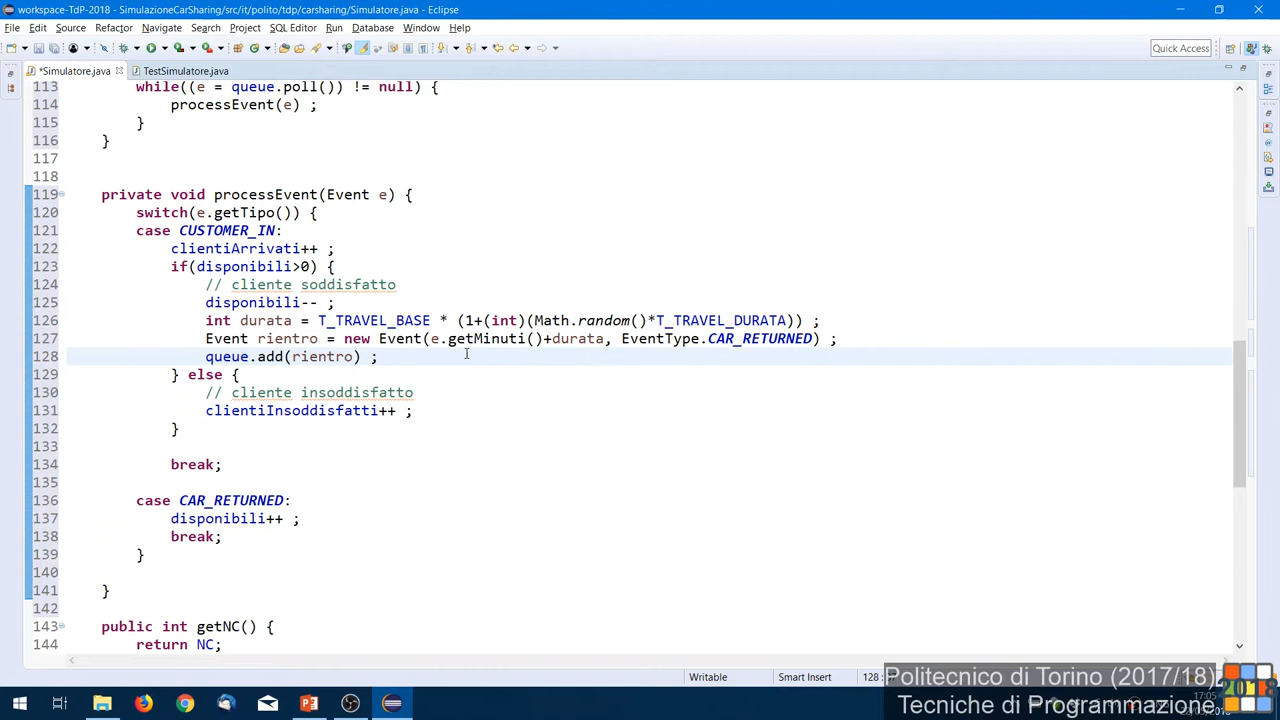 workspace-TdP-2018 - SimulazioneCarSharing/src/it/polito/tdp/carsharing/Simulatore.java - Eclipse
File Edit Source Refactor Navigate Search Project SQL Editor Run Database Window Help
Quick Access
*Simulatore.java TestSimulatore.java
113 while((e = queue.poll()) != null) {
114 processEvent(e) ;
115 }
116 }
117
118
119 private void processEvent(Event e) {
120 switch(e.getTipo()) {
121 case CUSTOMER_IN:
122 clientiArrivati++ ;
123 if(disponibili>0) {
124 // cliente soddisfatto
125 disponibili-- ;
126 int durata = T_TRAVEL_BASE * (1+(int)(Math.random()*T_TRAVEL_DURATA)) ;
127 Event rientro = new Event(e.getMinuti()+durata, EventType.CAR_RETURNED) ;
128 queue.add(rientro) ;
129 } else {
130 // cliente insoddisfatto
131 clientiInsoddisfatti++ ;
132 }
133
134 break;
135
136 case CAR_RETURNED:
137 disponibili++ ;
138 break;
139 }
140
141 }
142
143 public int getNC() {
144 return NC;
Writable Smart Insert 128 :
Politecnico di Torino (2017/18)
Tecniche di Programmazione
2018
17:05